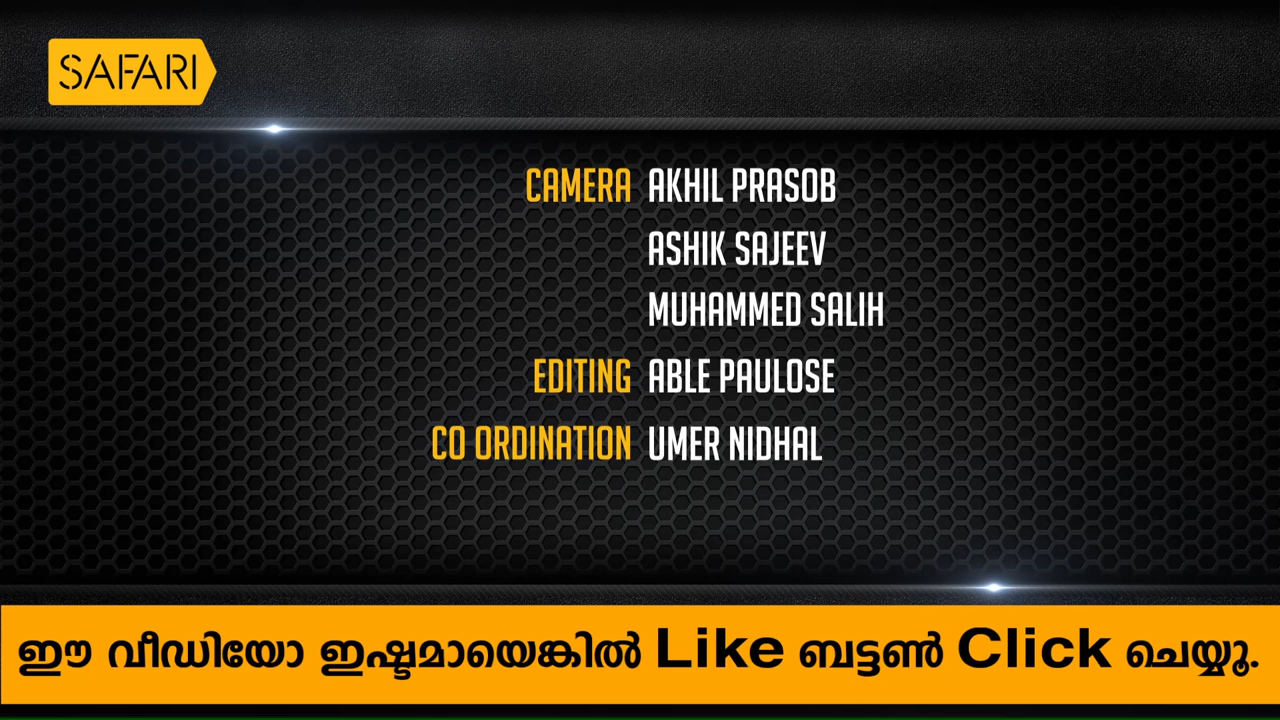 SAFARI
CAMERA AKHIL PRASOB
ASHIK SAJEEV
MUHAMMED SALIH
EDITING ABLE PAULOSE
CO ORDINATION UMER NIDHAL
ഈ വീഡിയോ ഇഷ്ടമായെങ്കിൽ Like ബട്ടൺ Click ചെയ്യൂ.